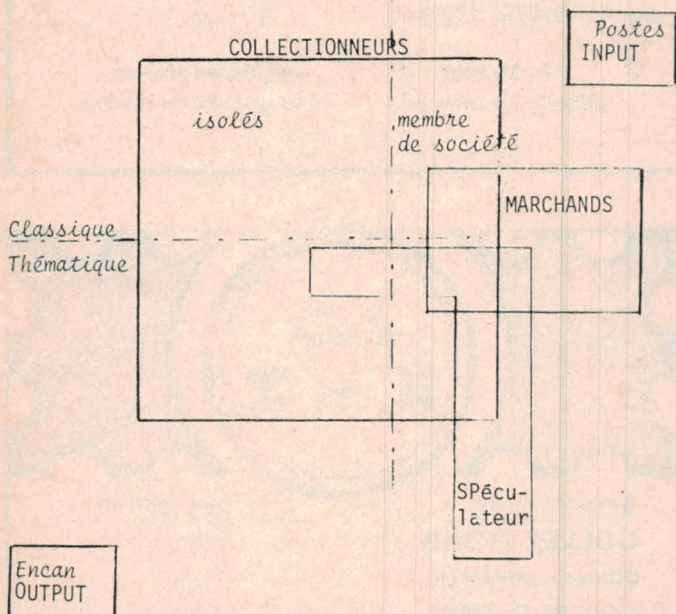 Postes
INPUT
COLLECTIONNEURS
isolés
membre
de société
MARCHANDS
Classique
Thématique
SPécu-
lateur
Encan
OUTPUT